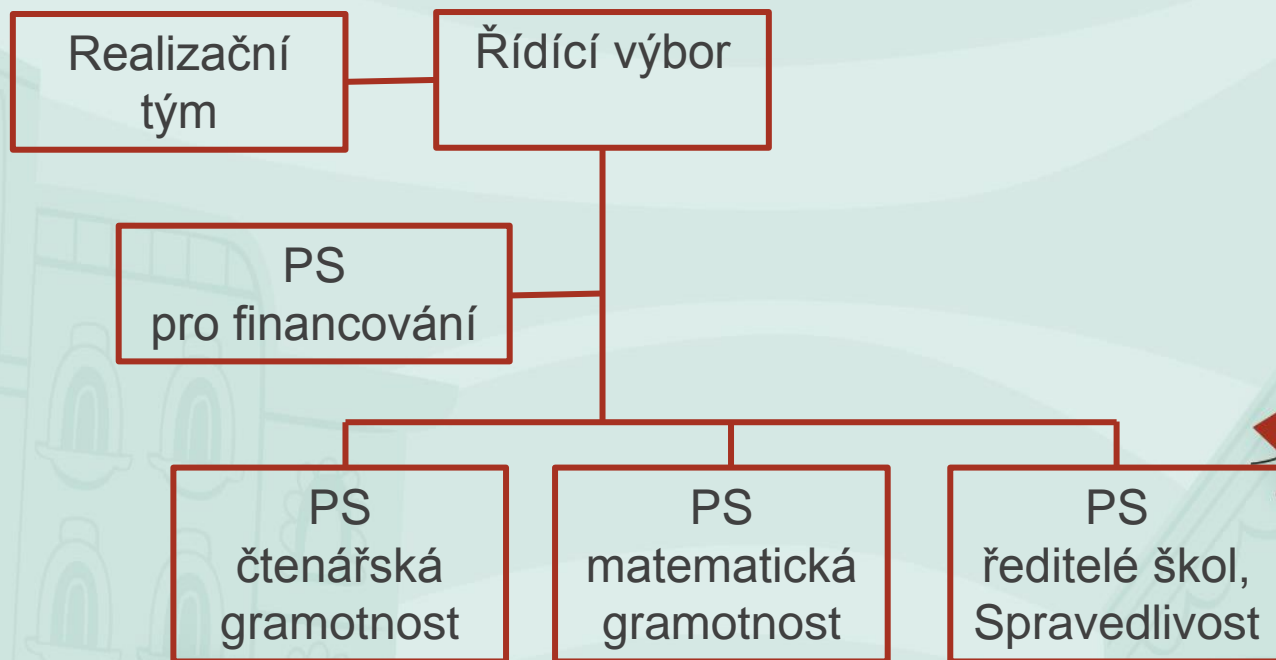 Realizační
tým
Řídící výbor
PS
pro financování
PS
čtenářská
gramotnost
PS
matematická
gramotnost
PS
ředitelé škol,
Spravedlivost